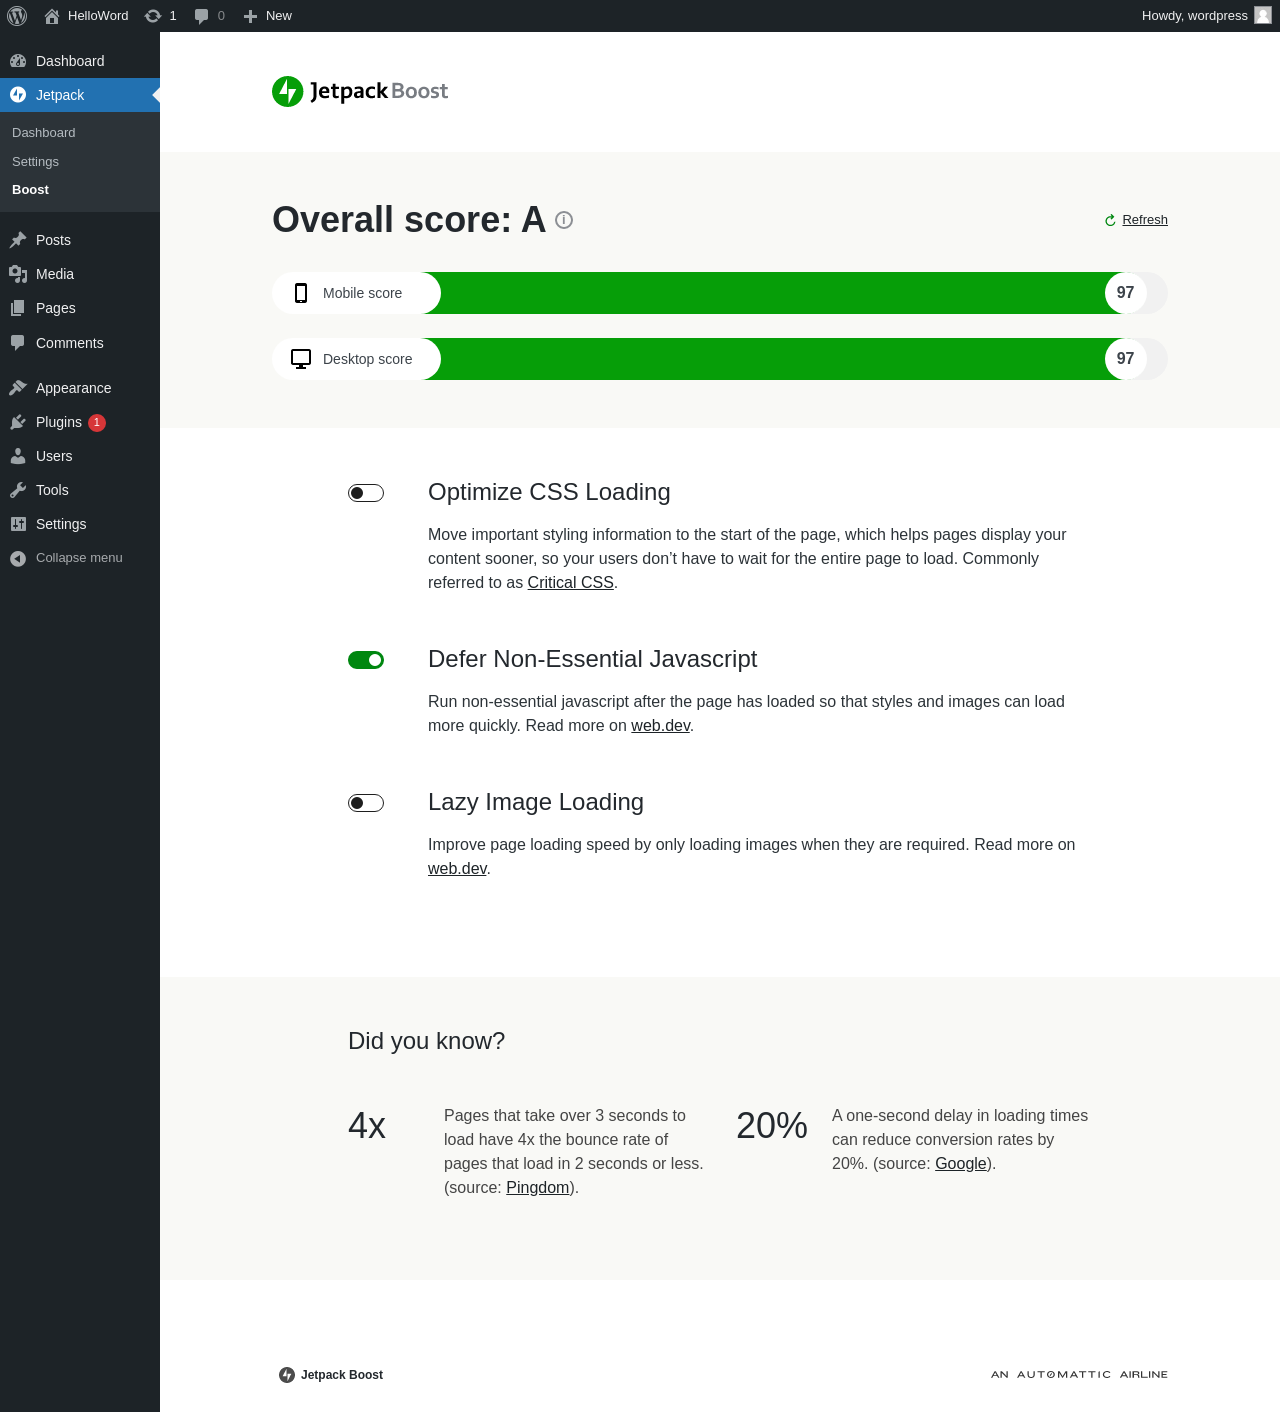 HelloWord 1 0 New Howdy, wordpress
Dashboard
Jetpack
Dashboard
Settings
Boost
Posts
Media
Pages
Comments
Appearance
Plugins 1
Users
Tools
Settings
Collapse menu
Jetpack Boost
Overall score: A
Refresh
Mobile score 97
Desktop score 97
Optimize CSS Loading
Move important styling information to the start of the page, which helps pages display your
content sooner, so your users don’t have to wait for the entire page to load. Commonly
referred to as Critical CSS.
Defer Non-Essential Javascript
Run non-essential javascript after the page has loaded so that styles and images can load
more quickly. Read more on web.dev.
Lazy Image Loading
Improve page loading speed by only loading images when they are required. Read more on
web.dev.
Did you know?
4x
Pages that take over 3 seconds to
load have 4x the bounce rate of
pages that load in 2 seconds or less.
(source: Pingdom).
20%
A one-second delay in loading times
can reduce conversion rates by
20%. (source: Google).
Jetpack Boost
AN AUTOMATTIC AIRLINE